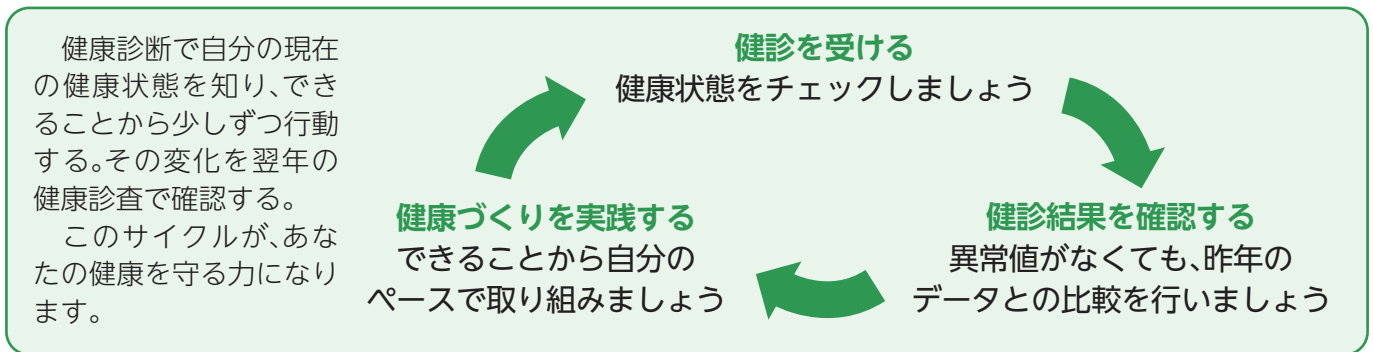 健康診断で自分の現在
の健康状態を知り、でき
ることから少しずつ行動
する。その変化を翌年の
健康診査で確認する。
このサイクルが、あな
たの健康を守る力になり
ます。
健診を受ける
健康状態をチェックしましょう
健診結果を確認する
異常値がなくても、昨年の
データとの比較を行いましょう
健康づくりを実践する
できることから自分の
ペースで取り組みましょう